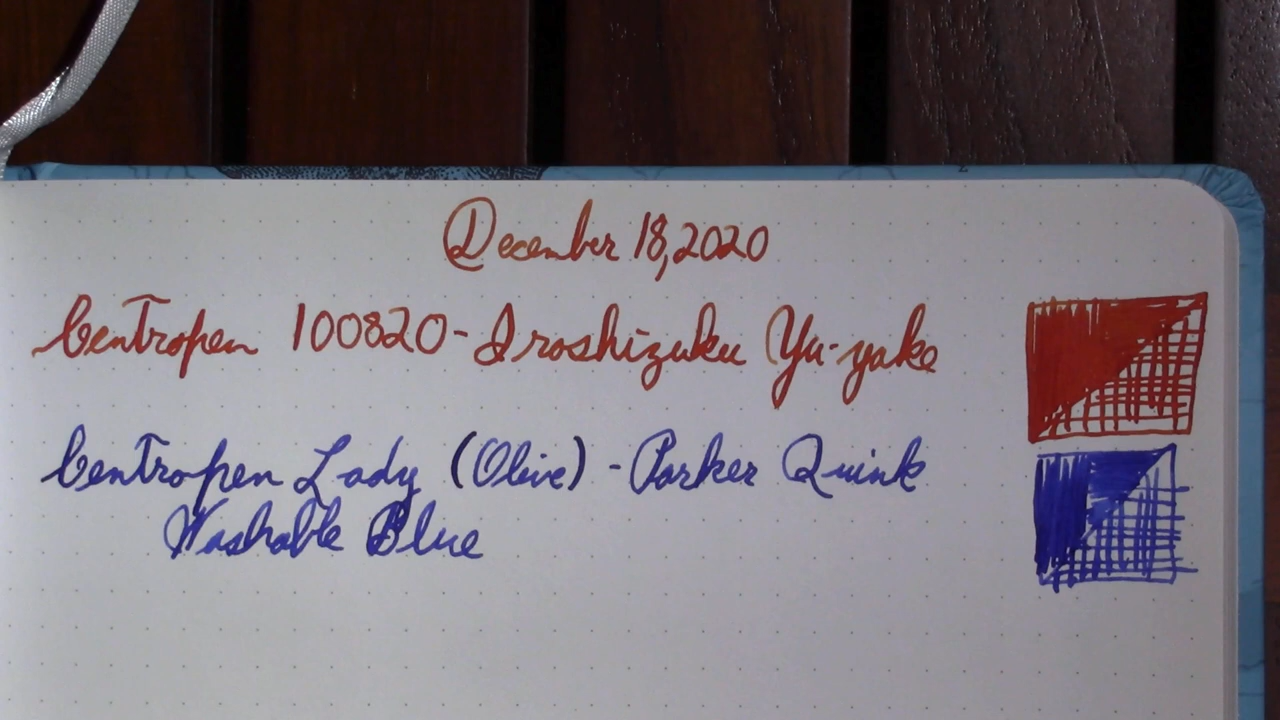 December 18, 2020
Centropen 100820 - Iroshizuku Yu-yake
Centropen Lady (Olive) - Parker Quink
Washable Blue